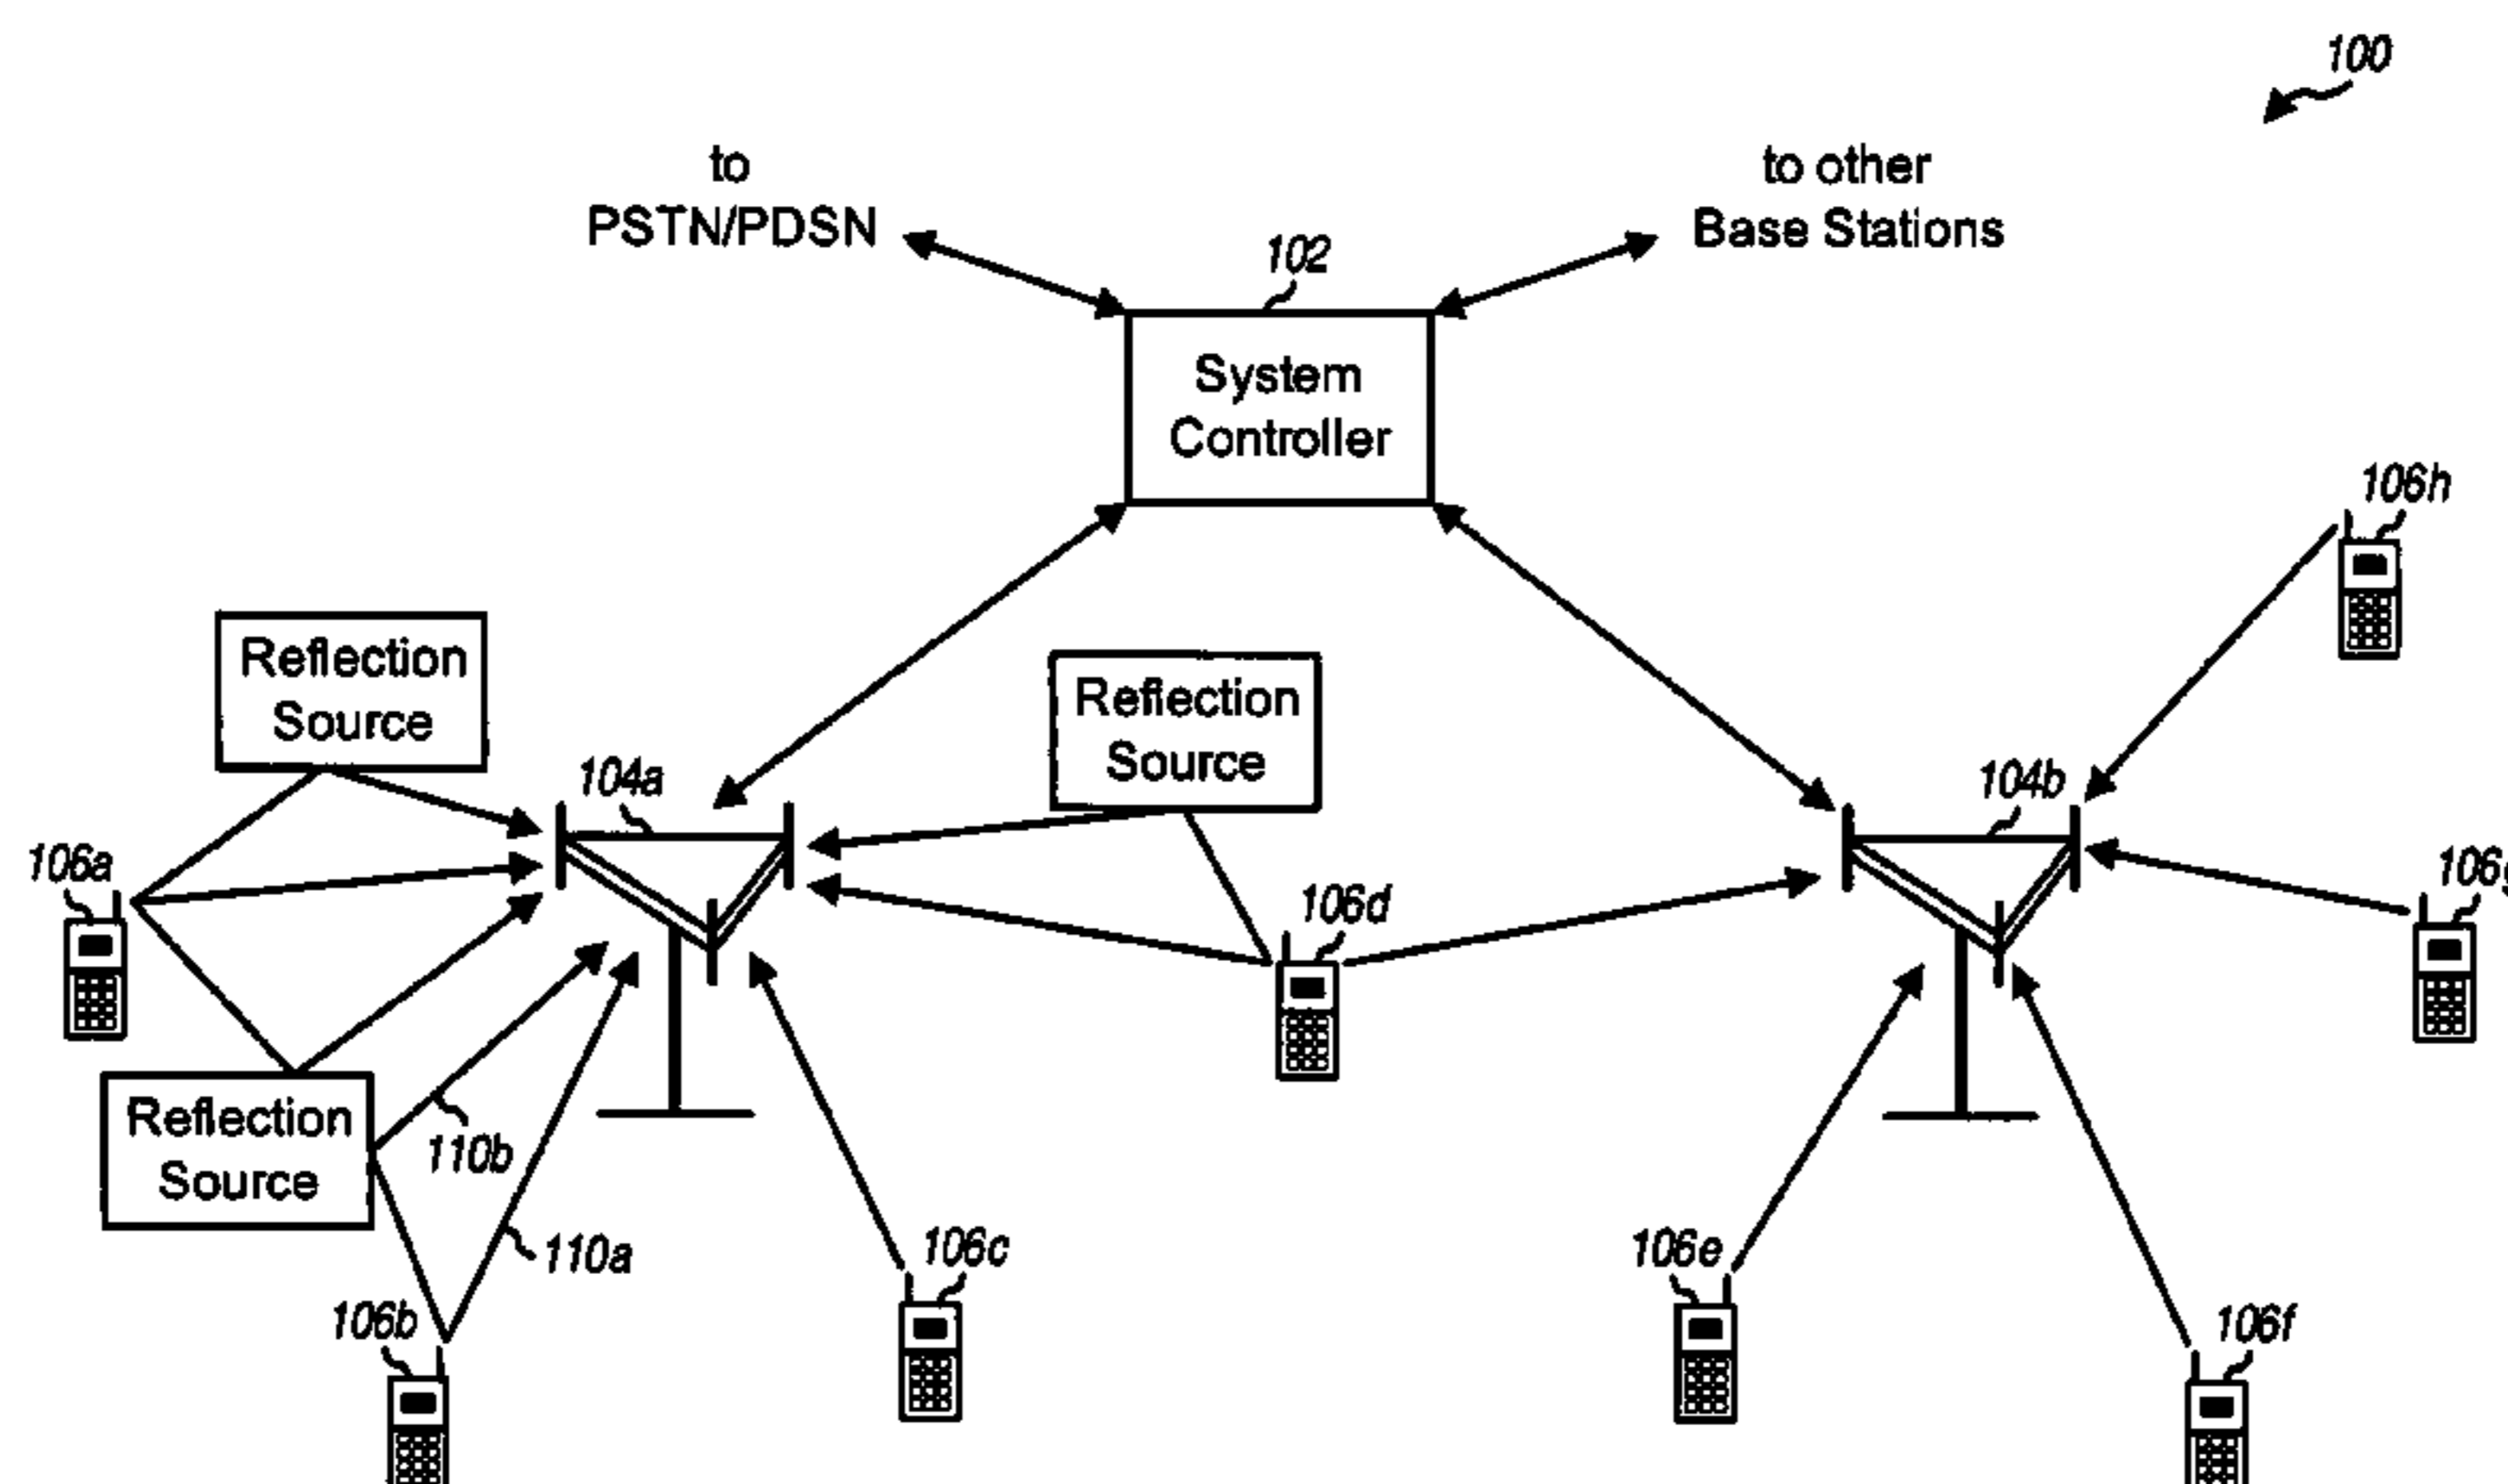 100
to
PSTN/PDSN
to other
Base Stations
102
System
Controller
106h
Reflection
Source
Reflection
Source
104a
104b
106a
106d
Reflection
Source
110b
110a
106c
106e
106b
106f